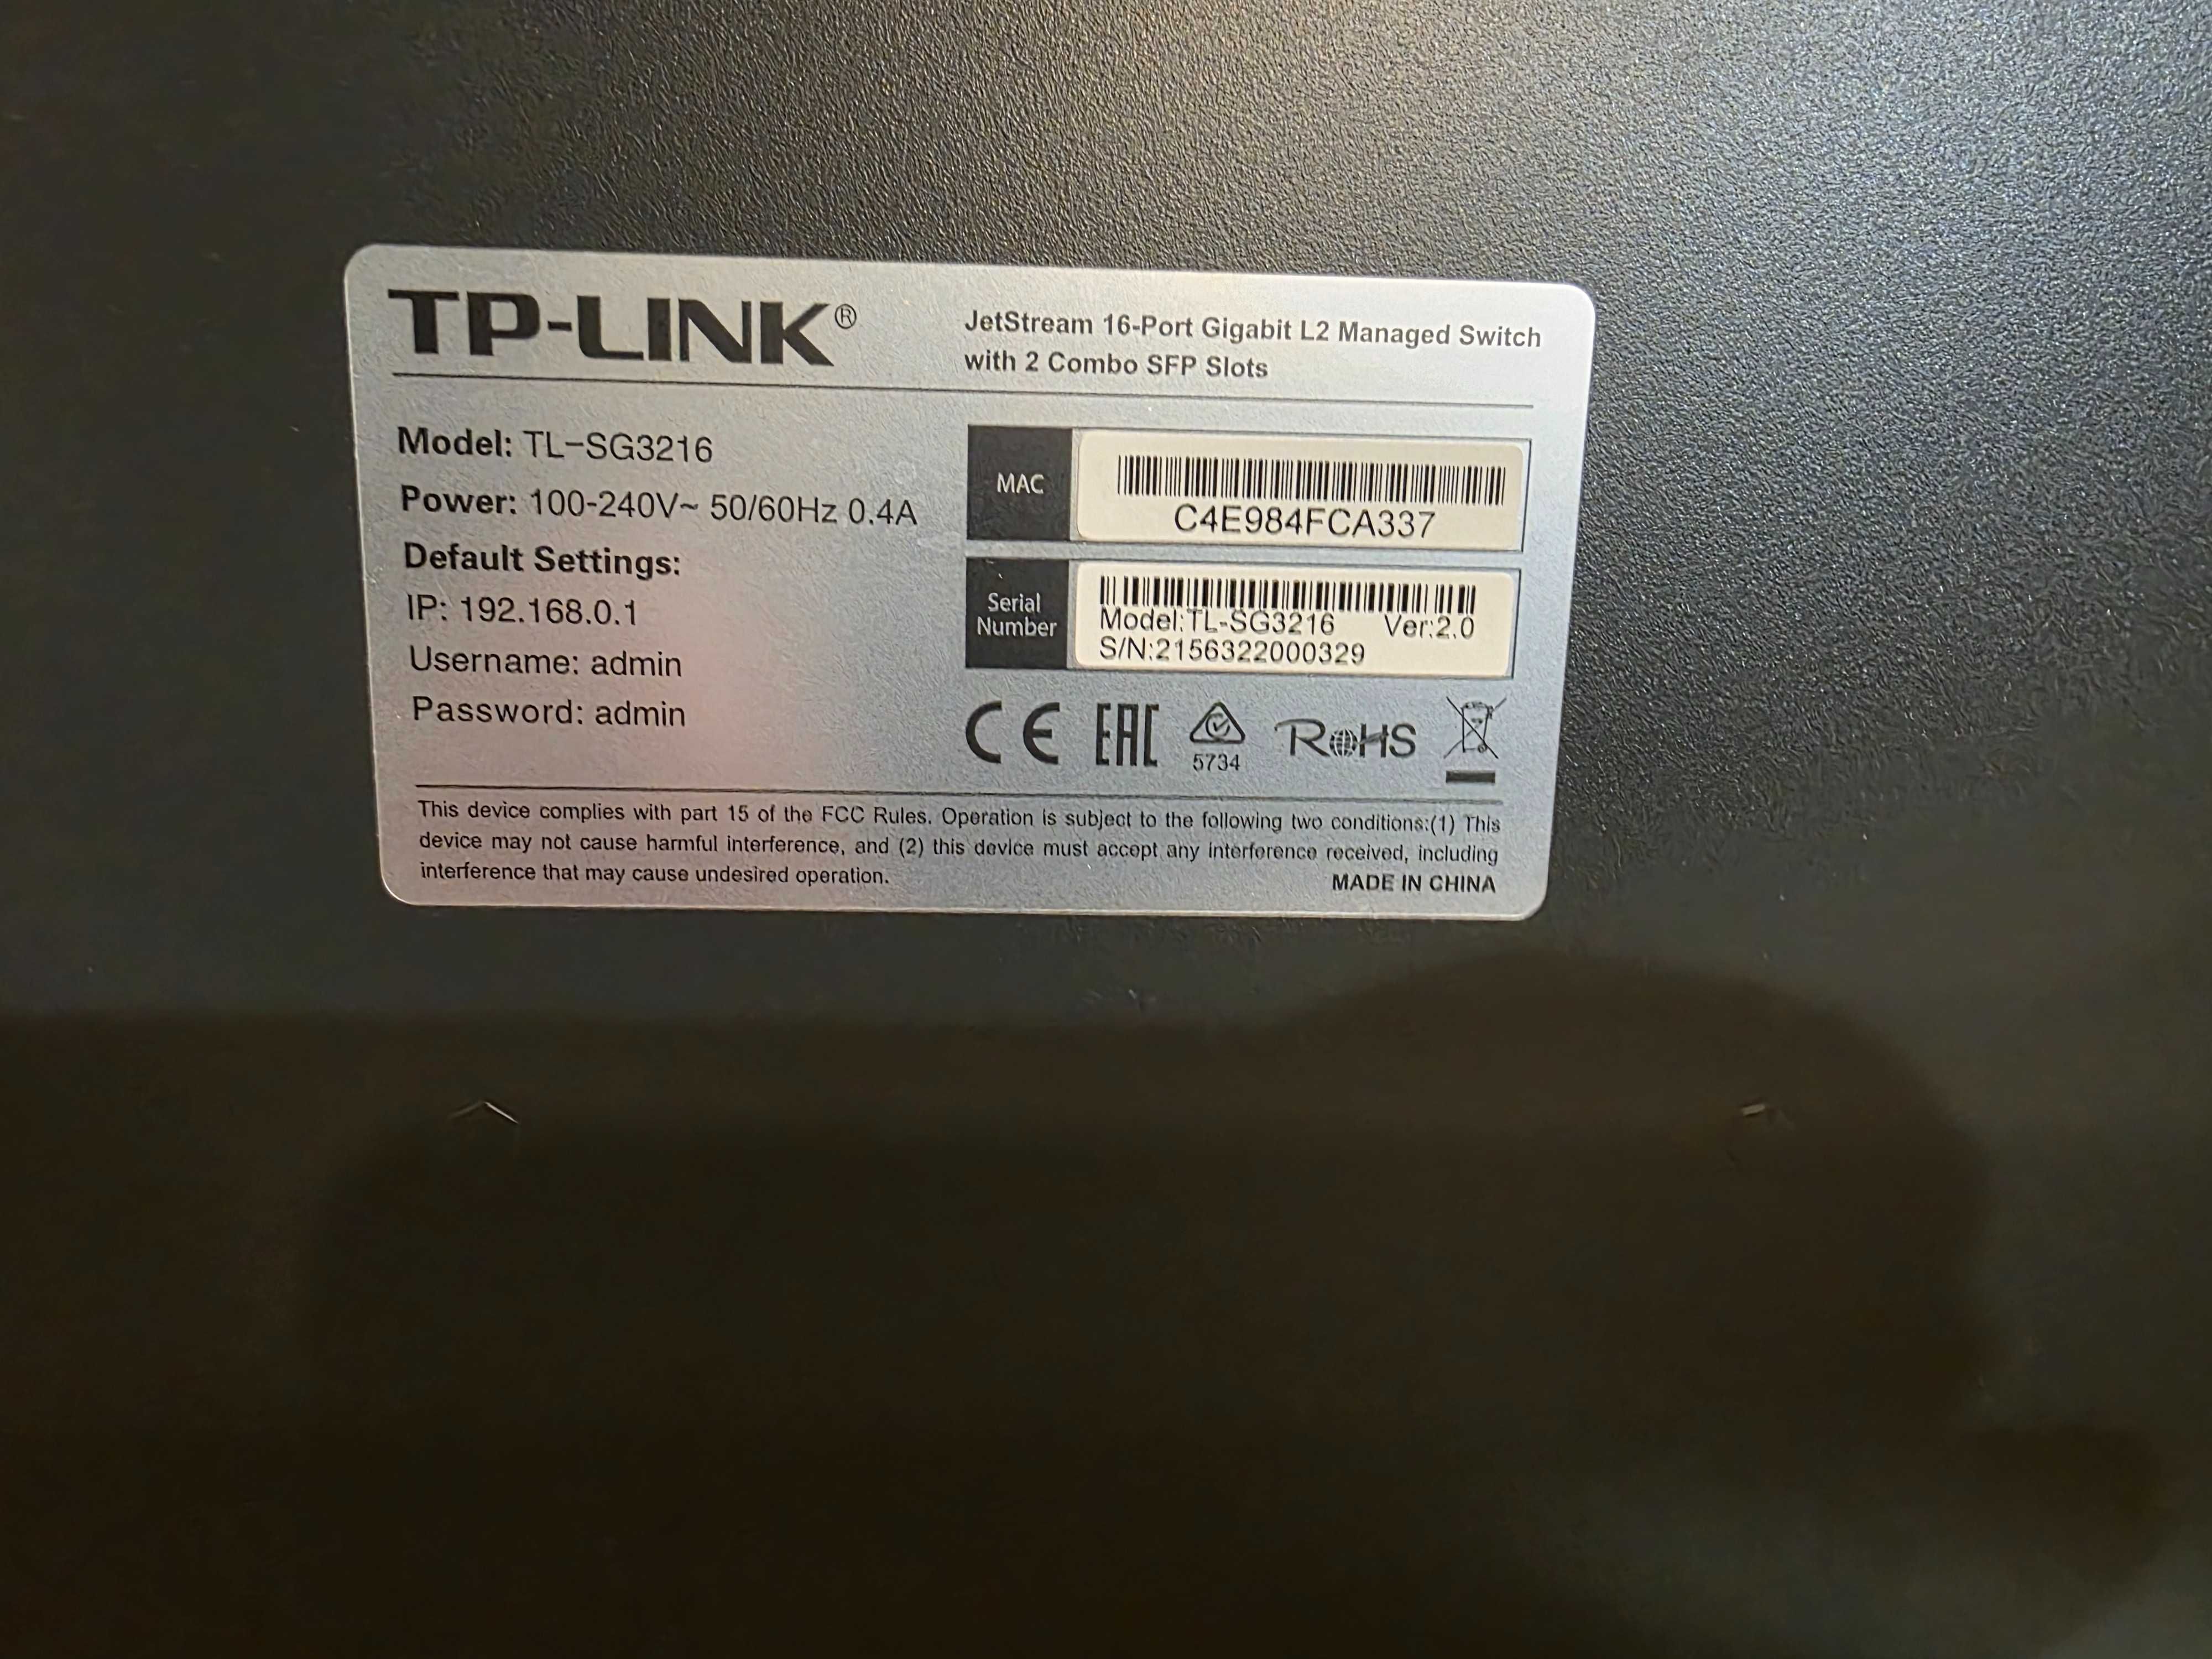 TP-LINK®
JetStream 16-Port Gigabit L2 Managed Switch
with 2 Combo SFP Slots
Model: TL-SG3216
Power: 100-240V~ 50/60Hz 0.4A
Default Settings:
IP: 192.168.0.1
Username: admin
Password: admin
MAC
C4E984FCA337
Serial
Number
Model:TL-SG3216 Ver:2.0
S/N:2156322000329
CE EAC RoHS
5734
This device complies with part 15 of the FCC Rules. Operation is subject to the following two conditions:(1) This
device may not cause harmful interference, and (2) this device must accept any interference received, including
interference that may cause undesired operation.
MADE IN CHINA